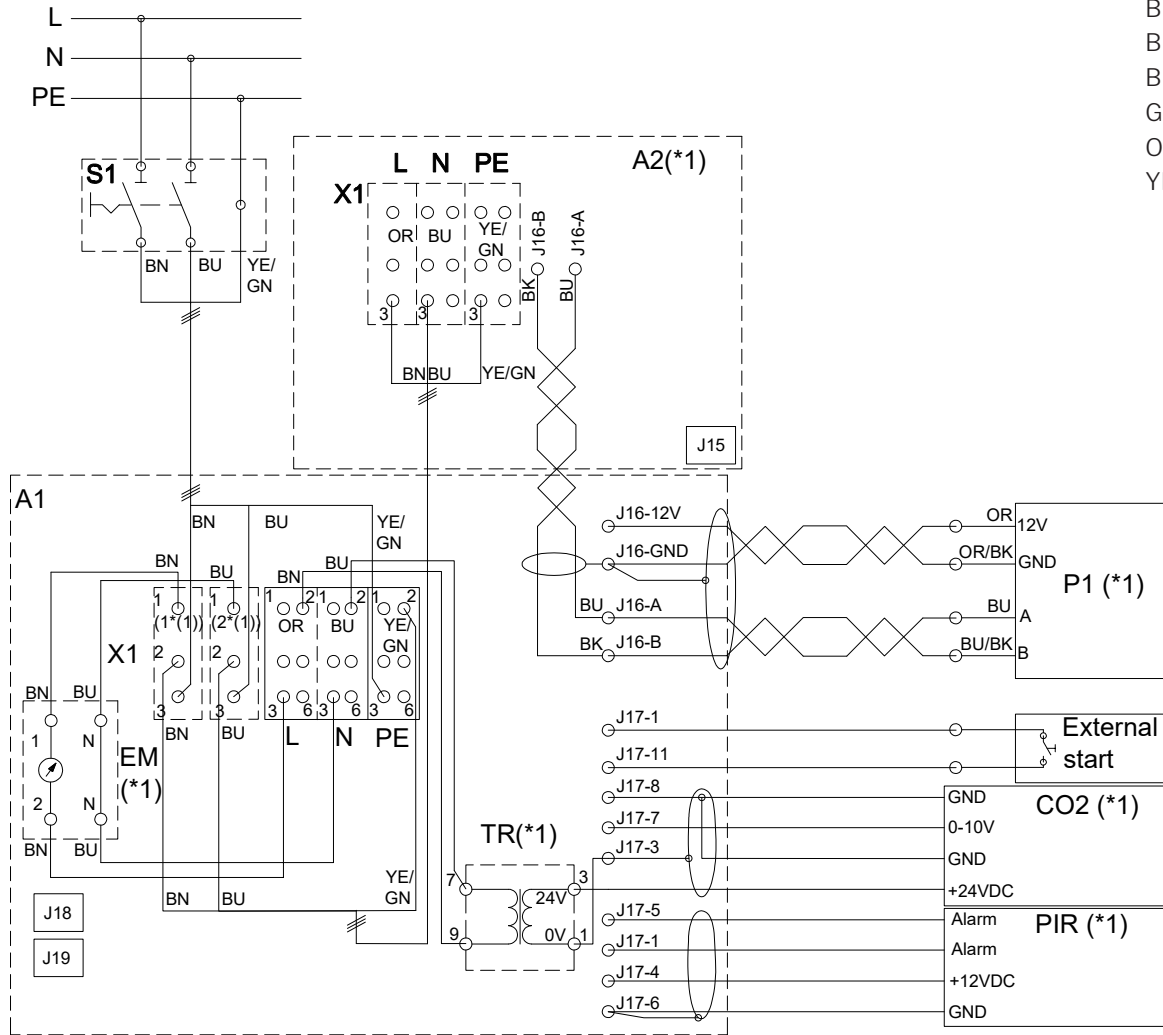 L
N
PE
S1
BN
BU
YE/
GN
A2(*1)
L N PE
X1
OR
BU
YE/
GN
J16-B
J16-A
BK
BU
3
3
3
BN
BU
YE/GN
J15
A1
BN
BU
YE/
GN
BN
BU
BN
BU
1
(1*(1))
2
3
1
(2*(1))
2
3
X1
1 2
OR
3 6
1 2
BU
3 6
1 2
YE/
GN
3 6
L N PE
BN
BU
BN
BU
1
N
2
N
EM
(*1)
BN
BU
BN
BU
YE/
GN
J18
J19
TR(*1)
7
9
24V
0V
3
1
J16-12V
J16-GND
BU
J16-A
BK
J16-B
OR
12V
OR/BK
GND
P1 (*1)
BU
A
BU/BK
B
J17-1
J17-11
External
start
J17-8
GND
CO2 (*1)
J17-7
0-10V
J17-3
GND
+24VDC
J17-5
Alarm
PIR (*1)
J17-1
Alarm
J17-4
+12VDC
J17-6
GND
B
B
B
G
O